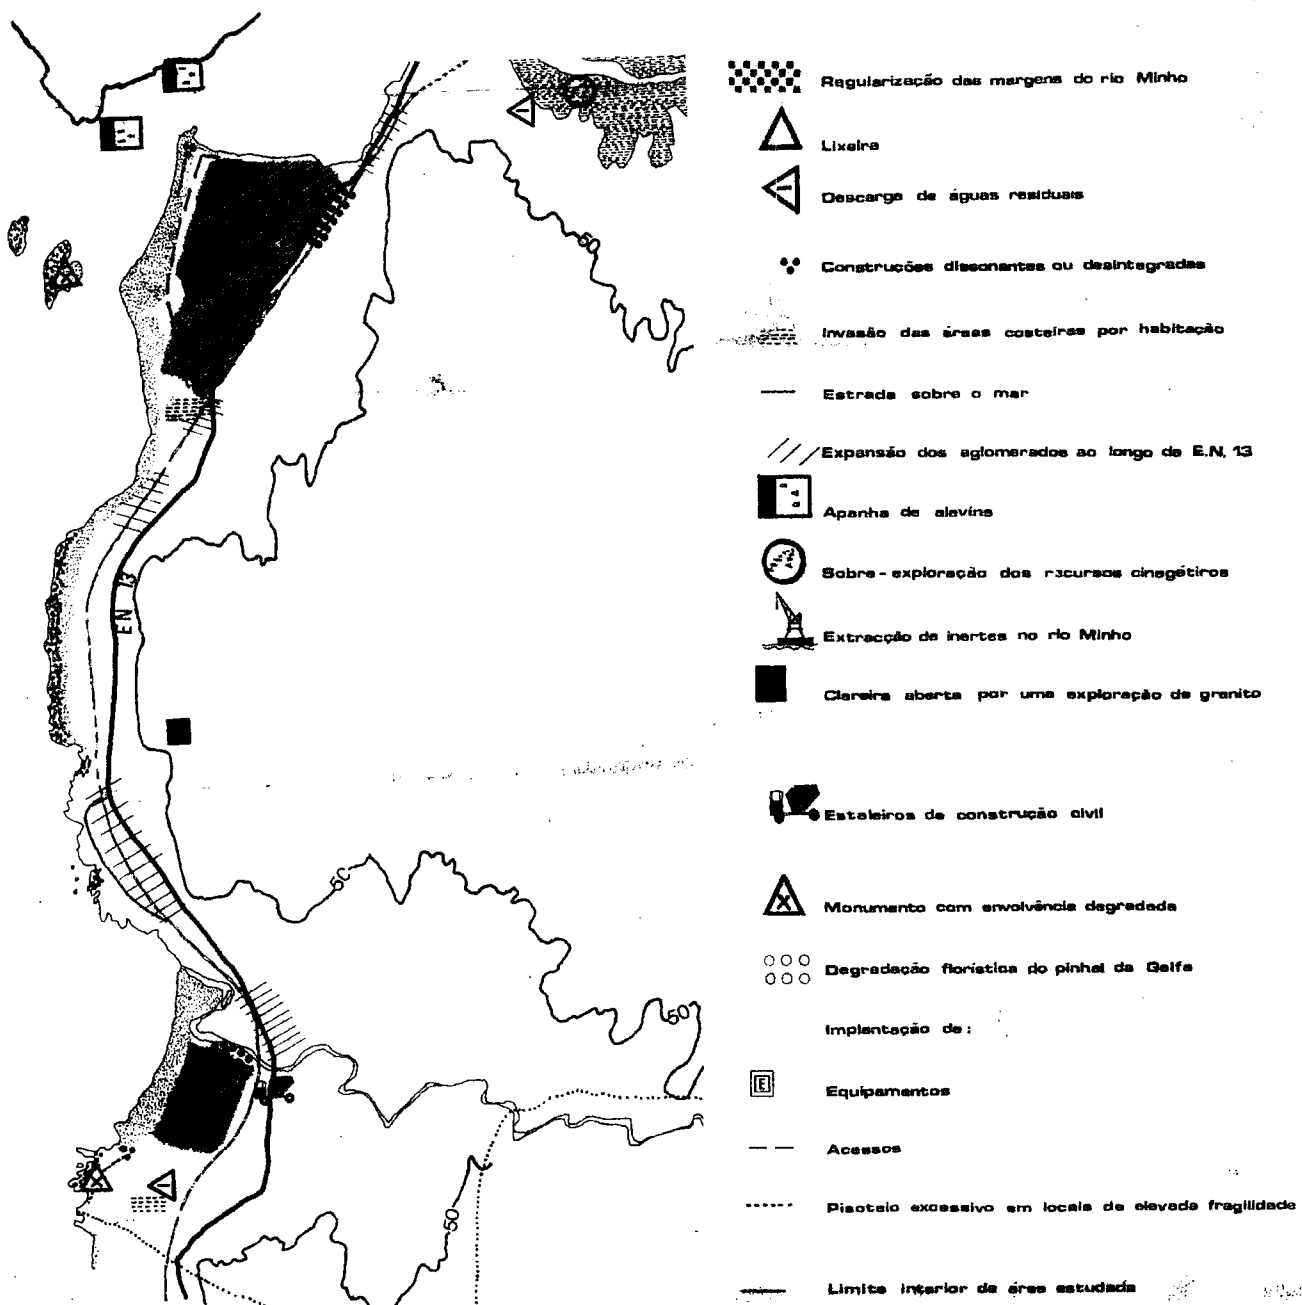 Regularização das margens do rio Minho
Lixeira
Descarga de águas residuais
Construções dissonantes ou desintegradas
Invasão das áreas costeiras por habitação
Estrada sobre o mar
Expansão dos aglomerados ao longo da E.N. 13
Apanha de alevins
Sobre-exploração dos recursos cinegétiros
Extracção de inertes no rio Minho
Clareira aberta por uma exploração de granito
Estaleiros de construção civil
Monumento com envolvência degradada
Degradação florística do pinhal da Gelfa
Implantação de:
E
Equipamentos
Acessos
Pisoteio excessivo em locais de elevada fragilidade
Limite interior da área estudada
50
EN 13
50
50
50